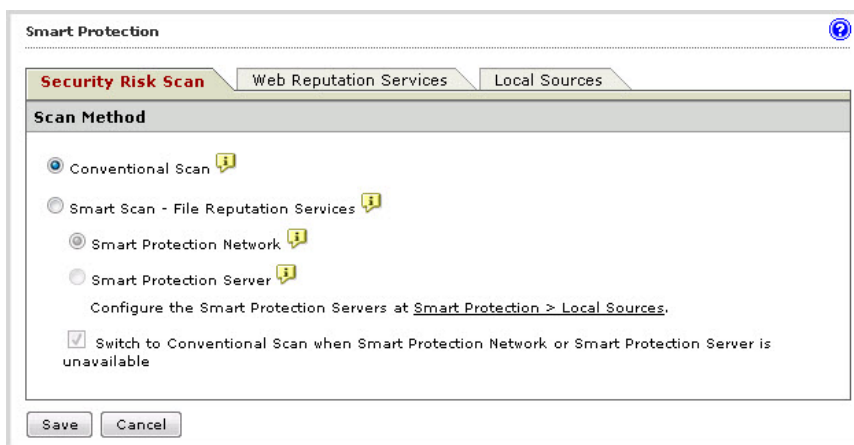 Smart Protection
Security Risk Scan
Web Reputation Services
Local Sources
Scan Method
Conventional Scan
Smart Scan - File Reputation Services
Smart Protection Network
Smart Protection Server
Configure the Smart Protection Servers at Smart Protection > Local Sources.
Switch to Conventional Scan when Smart Protection Network or Smart Protection Server is
unavailable
Save
Cancel